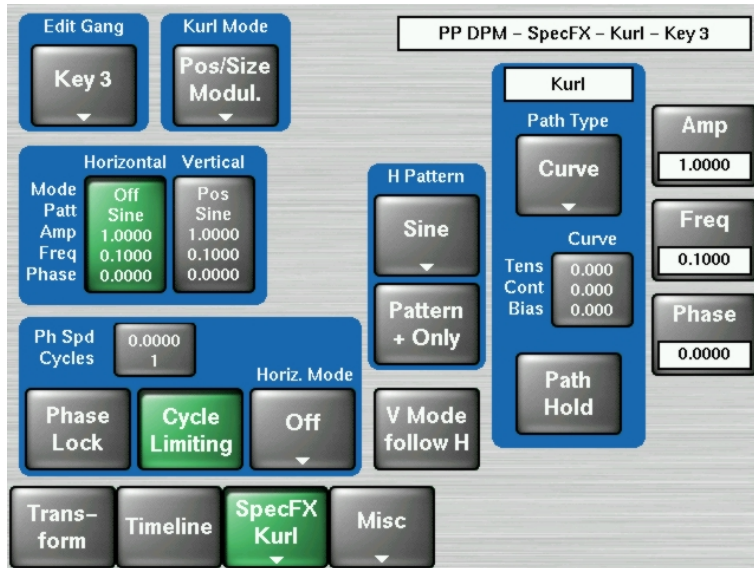 Edit Gang
Key 3
Kurl Mode
Pos/Size
Modul.
PP DPM – SpecFX – Kurl – Key 3
Horizontal Vertical
Mode Off Pos
Patt Sine Sine
Amp 1.0000 1.0000
Freq 0.1000 0.1000
Phase 0.0000 0.0000
H Pattern
Sine
Pattern
+ Only
Kurl
Path Type
Curve
Curve
Tens 0.000
Cont 0.000
Bias 0.000
Path
Hold
Amp
1.0000
Freq
0.1000
Phase
0.0000
Ph Spd 0.0000
Cycles 1
Horiz. Mode
Phase
Lock
Cycle
Limiting
Off
V Mode
follow H
Trans–
form
Timeline
SpecFX
Kurl
Misc